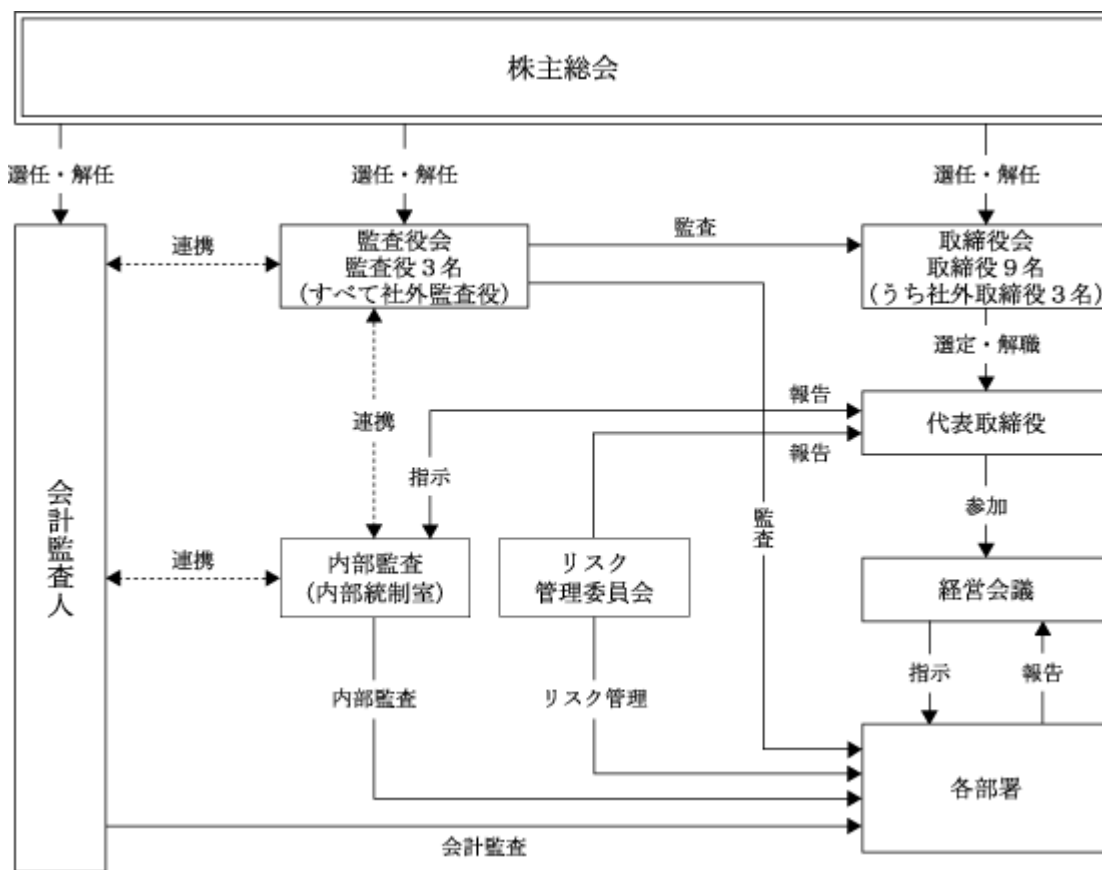 株主総会
選任・解任
選任・解任
選任・解任
連携
監査役会
監査役3名
(すべて社外監査役)
監査
取締役会
取締役9名
(うち社外取締役3名)
選定・解職
報告
代表取締役
連携
報告
指示
参加
監査
会計監査人
連携
内部監査
(内部統制室)
リスク
管理委員会
経営会議
指示
報告
内部監査
リスク管理
各部署
会計監査